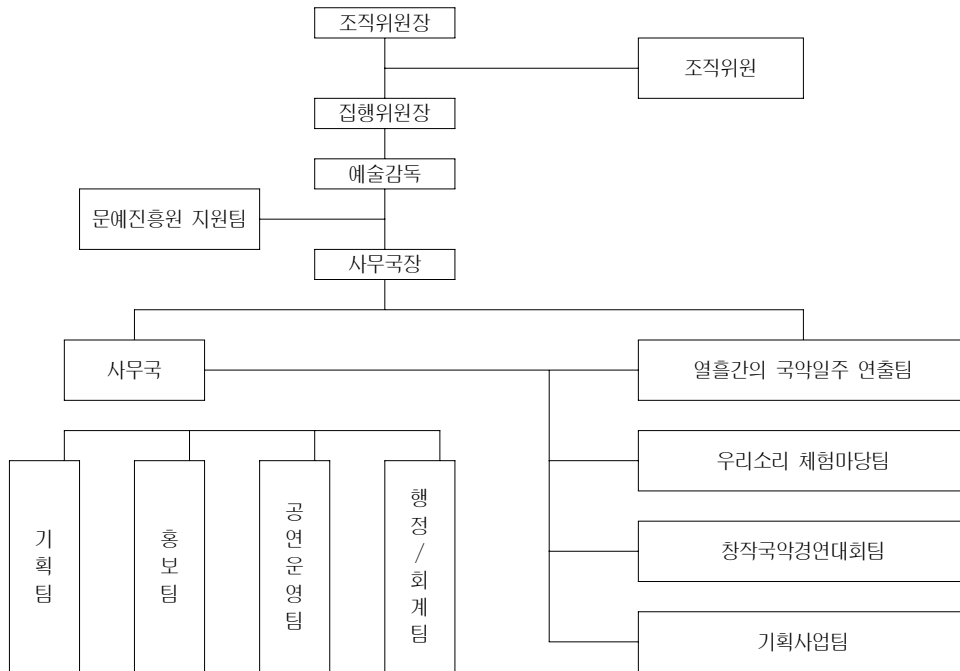 조직위원장
조직위원
집행위원장
예술감독
문예진흥원 지원팀
사무국장
사무국
열흘간의 국악일주 연출팀
우리소리 체험마당팀
창작국악경연대회팀
기획사업팀
기획팀
홍보팀
공연운영팀
행정/회계팀